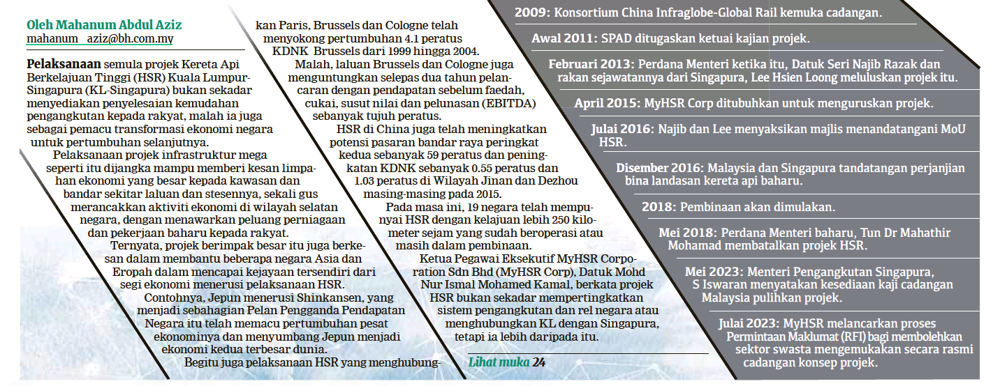 Oleh Mahanum Abdul Aziz
mahanum aziz@bh.com.my
Pelaksanaan semula projek Kereta Api
Berkelajuan Tinggi (HSR) Kuala Lumpur-
Singapura (KL-Singapura) bukan sekadar
menyediakan penyelesaian kemudahan
pengangkutan kepada rakyat, malah ia juga
sebagai pemacu transformasi ekonomi negara
untuk pertumbuhan selanjutnya.
Pelaksanaan projek infrastruktur mega
seperti itu dijangka mampu memberi kesan limpa-
han ekonomi yang besar kepada kawasan dan
bandar sekitar laluan dan stesennya, sekali gus
merancakkan aktiviti ekonomi di wilayah selatan
negara, dengan menawarkan peluang perniagaan
dan pekerjaan baharu kepada rakyat.
Ternyata, projek berimpak besar itu juga berke-
san dalam membantu beberapa negara Asia dan
Eropah dalam mencapai kejayaan tersendiri dari
segi ekonomi menerusi pelaksanaan HSR.
Contohnya, Jepun menerusi Shinkansen, yang
menjadi sebahagian Pelan Pengganda Pendapatan
Negara itu telah memacu pertumbuhan pesat
ekonominya dan menyumbang Jepun menjadi
ekonomi kedua terbesar dunia.
Begitu juga pelaksanaan HSR yang menghubung-
kan Paris, Brussels dan Cologne telah
menyokong pertumbuhan 4.1 peratus
KDNK Brussels dari 1999 hingga 2004.
Malah, laluan Brussels dan Cologne juga
menguntungkan selepas dua tahun pelan-
caran dengan pendapatan sebelum faedah,
cukai, susut nilai dan pelunasan (EBITDA)
sebanyak tujuh peratus.
HSR di China juga telah meningkatkan
potensi pasaran bandar raya peringkat
kedua sebanyak 59 peratus dan pening-
katan KDNK sebanyak 0.55 peratus dan
1.03 peratus di Wilayah Jinan dan Dezhou
masing-masing pada 2015.
Pada masa ini, 19 negara telah mempu-
nyai HSR dengan kelajuan lebih 250 kilo-
meter sejam yang sudah beroperasi atau
masih dalam pembinaan.
Ketua Pegawai Eksekutif MyHSR Corpo-
ration Sdn Bhd (MyHSR Corp), Datuk Mohd
Nur Ismal Mohamed Kamal, berkata projek
HSR bukan sekadar mempertingkatkan
sistem pengangkutan dan rel negara atau
menghubungkan KL dengan Singapura,
tetapi ia lebih daripada itu.
Lihat muka 24
2009: Konsortium China Infraglobe-Global Rail kemuka cadangan.
Awal 2011: SPAD ditugaskan ketuai kajian projek.
Februari 2013: Perdana Menteri ketika itu, Datuk Seri Najib Razak dan
rakan sejawatannya dari Singapura, Lee Hsien Loong meluluskan projek itu.
April 2015: MyHSR Corp ditubuhkan untuk menguruskan projek.
Julai 2016: Najib dan Lee menyaksikan majlis menandatangani MoU
HSR.
Disember 2016: Malaysia dan Singapura tandatangan perjanjian
bina landasan kereta api baharu.
2018: Pembinaan akan dimulakan.
Mei 2018: Perdana Menteri baharu, Tun Dr Mahathir
Mohamad membatalkan projek HSR.
Mei 2023: Menteri Pengangkutan Singapura,
S Iswaran menyatakan kesediaan kaji cadangan
Malaysia pulihkan projek.
Julai 2023: MyHSR melancarkan proses
Permintaan Maklumat (RFI) bagi membolehkan
sektor swasta mengemukakan secara rasmi
cadangan konsep projek.